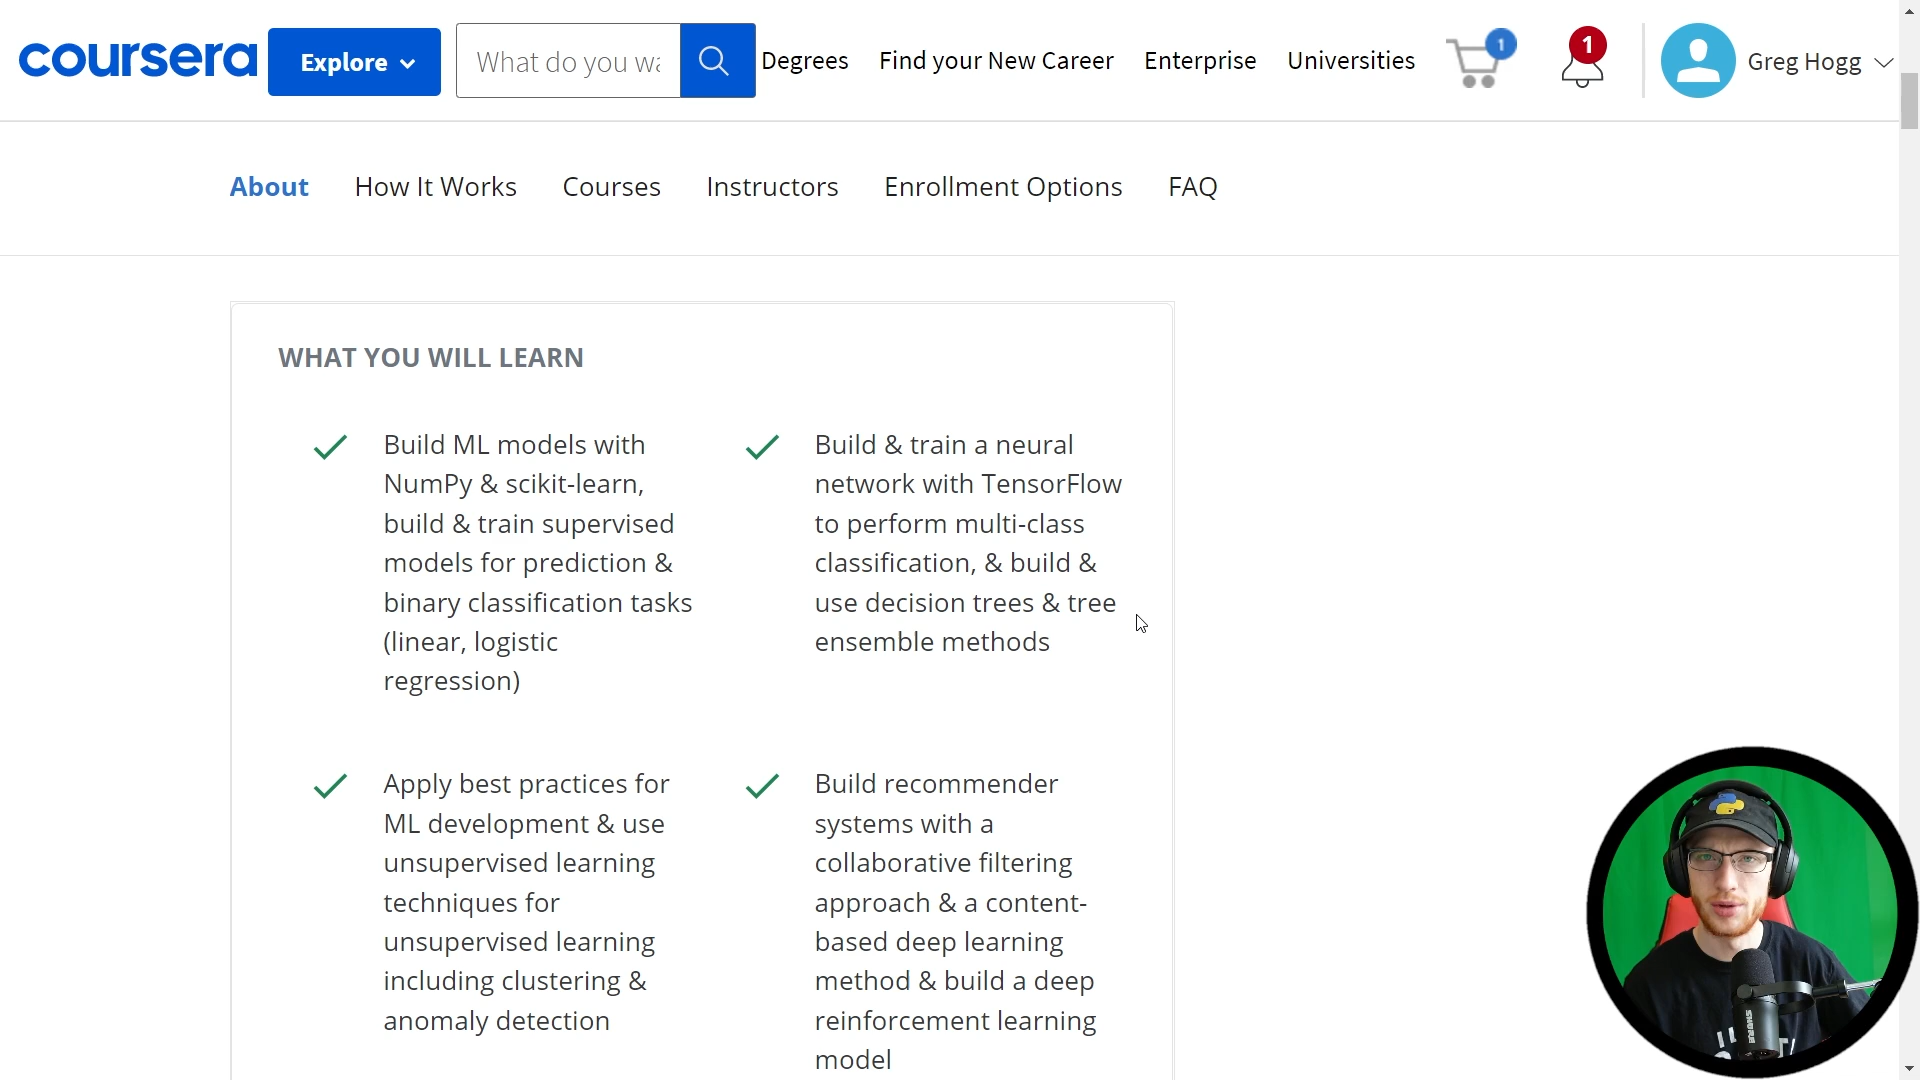 coursera
Explore
What do you wa
Degrees
Find your New Career
Enterprise
Universities
1
1
Greg Hogg
About
How It Works
Courses
Instructors
Enrollment Options
FAQ
WHAT YOU WILL LEARN
Build ML models with
NumPy & scikit-learn,
build & train supervised
models for prediction &
binary classification tasks
(linear, logistic
regression)
Build & train a neural
network with TensorFlow
to perform multi-class
classification, & build &
use decision trees & tree
ensemble methods
Apply best practices for
ML development & use
unsupervised learning
techniques for
unsupervised learning
including clustering &
anomaly detection
Build recommender
systems with a
collaborative filtering
approach & a content-
based deep learning
method & build a deep
reinforcement learning
model
SHURE